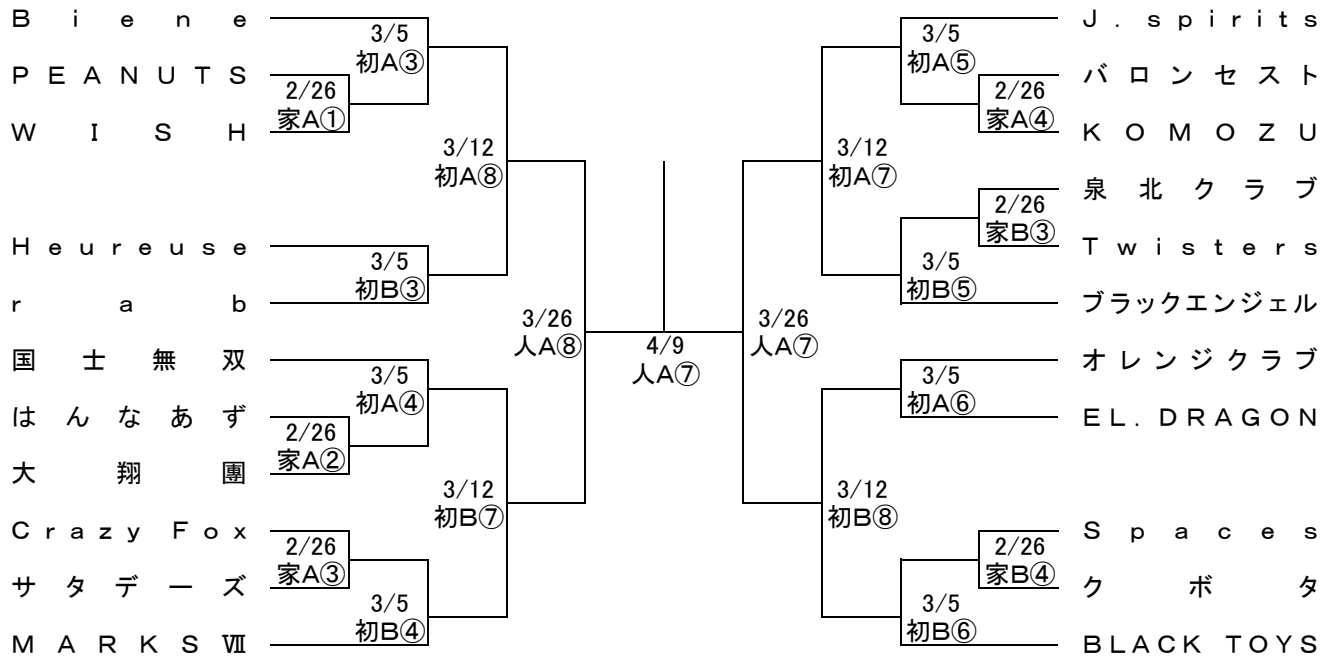 Biene
PEANUTS
WISH
Heureuse
rab
国士無双
はんなあず
大翔團
Crazy Fox
サタデーズ
MARKSⅦ
2/26
家A①
2/26
家A②
2/26
家A③
3/5
初A③
3/5
初B③
3/5
初A④
3/5
初B④
3/12
初A⑧
3/12
初B⑦
3/26
人A⑧
4/9
人A⑦
3/26
人A⑦
3/12
初A⑦
3/12
初B⑧
3/5
初A⑤
3/5
初B⑤
3/5
初A⑥
3/5
初B⑥
2/26
家A④
2/26
家B③
2/26
家B④
J.spirits
バロンセスト
KOMOZU
泉北クラブ
Twisters
ブラックエンジェル
オレンジクラブ
EL.DRAGON
Spaces
クボタ
BLACK TOYS